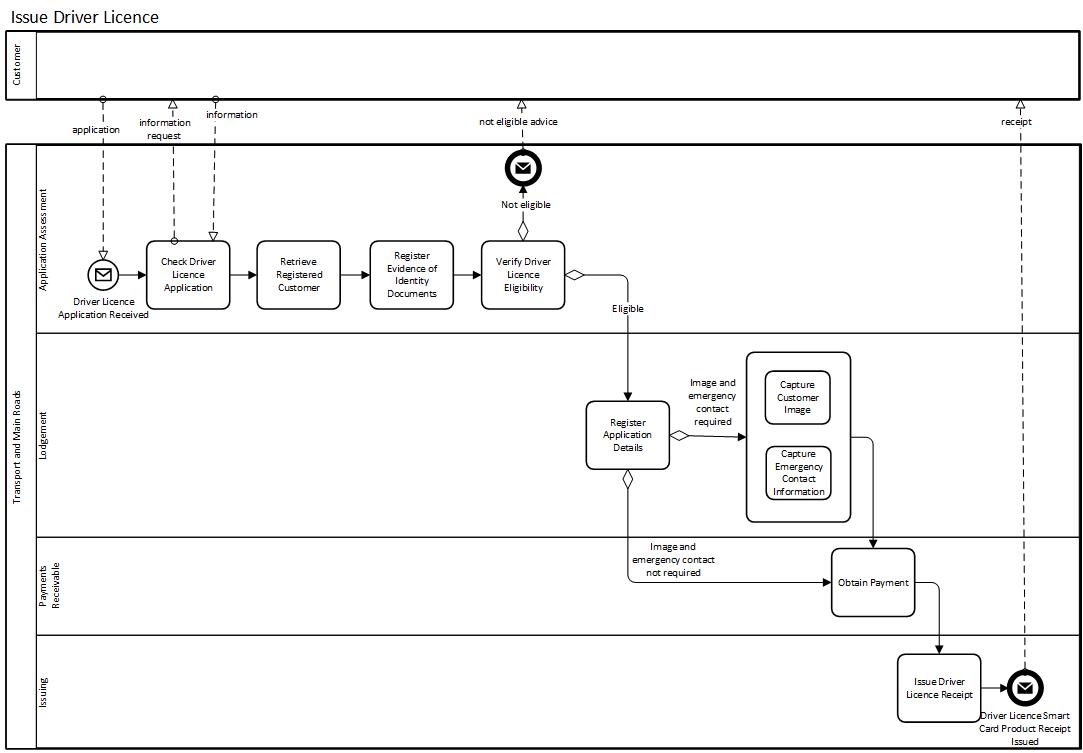 Issue Driver Licence
Customer
application
information
request
information
not eligible advice
receipt
Transport and Main Roads
Application Assessment
Not eligible
Driver Licence
Application Received
Check Driver
Licence
Application
Retrieve
Registered
Customer
Register
Evidence of
Identity
Documents
Verify Driver
Licence
Eligibility
Eligible
Lodgement
Register
Application
Details
Image and
emergency
contact
required
Capture
Customer
Image
Capture
Emergency
Contact
Information
Payments
Receivable
Image and
emergency contact
not required
Obtain Payment
Issuing
Issue Driver
Licence Receipt
Driver Licence Smart
Card Product Receipt
Issued